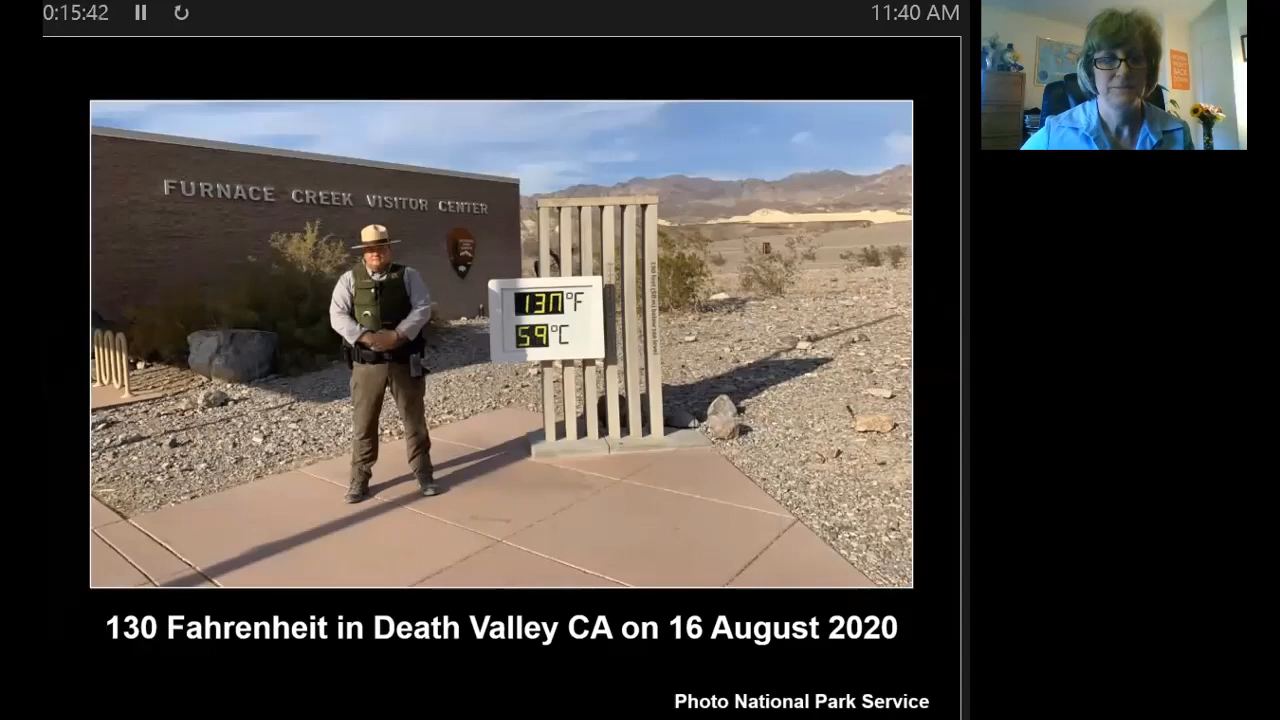 0:15:42
11:40 AM
FURNACE CREEK VISITOR CENTER
130°F
59°C
130 Fahrenheit in Death Valley CA on 16 August 2020
Photo National Park Service